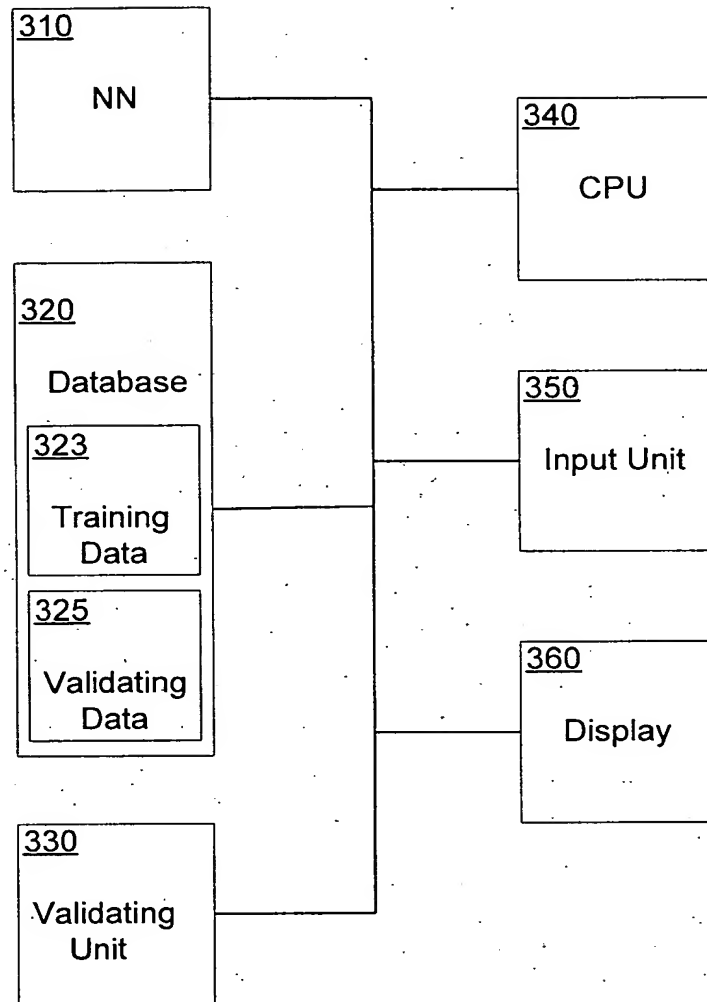 310
NN
320
Database
323
Training
Data
325
Validating
Data
330
Validating
Unit
340
CPU
350
Input Unit
360
Display